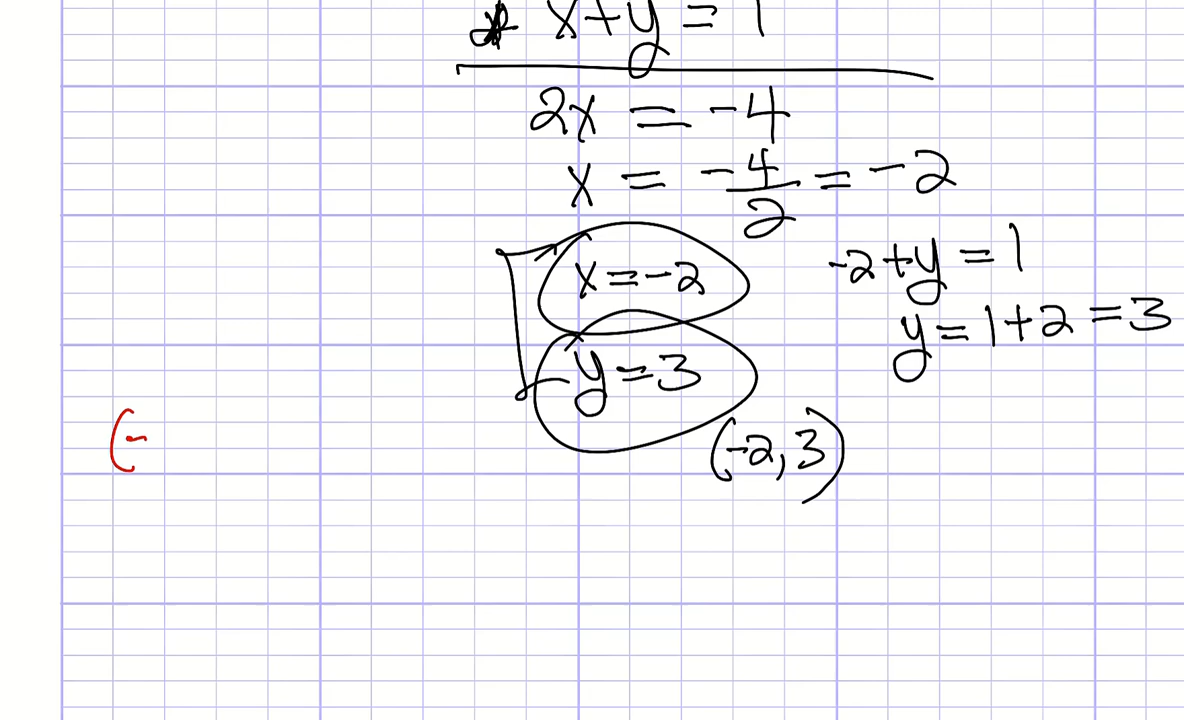 x+y=1
2x = -4
x = -4/2 = -2
x=-2
-2+y=1
y=1+2=3
y=3
(-2,3)
(-